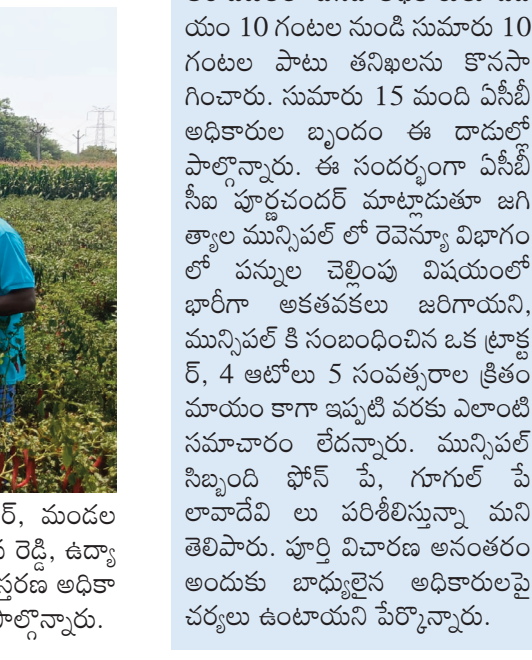 యం 10 గంటల నుండి సుమారు 10
గంటల పాటు తనిఖలను కొనసా
గించారు. సుమారు 15 మంది ఏసీబీ
అధికారుల బృందం ఈ దాడుల్లో
పాల్గొన్నారు. ఈ సందర్భంగా ఏసీబీ
సీఐ పూర్ణచందర్ మాట్లాడుతూ జగి
త్యాల మున్సిపల్ లో రెవెన్యూ విభాగం
లో పన్నుల చెల్లింపు విషయంలో
భారీగా అకతవకలు జరిగాయని,
మున్సిపల్ కి సంబంధించిన ఒక ట్రాక్ట
ర్, 4 ఆటోలు 5 సంవత్సరాల క్రితం
మాయం కాగా ఇప్పటి వరకు ఎలాంటి
సమాచారం లేదన్నారు. మున్సిపల్
సిబ్బంది ఫోన్ పే, గూగుల్ పే
లావాదేవి లు పరిశీలిస్తున్నా మని
తెలిపారు. పూర్తి విచారణ అనంతరం
అందుకు బాధ్యులైన అధికారులపై
చర్యలు ఉంటాయని పేర్కొన్నారు.
ర్, మండల
రెడ్డి, ఉద్యా
స్తరణ అధికా
పాల్గొన్నారు.